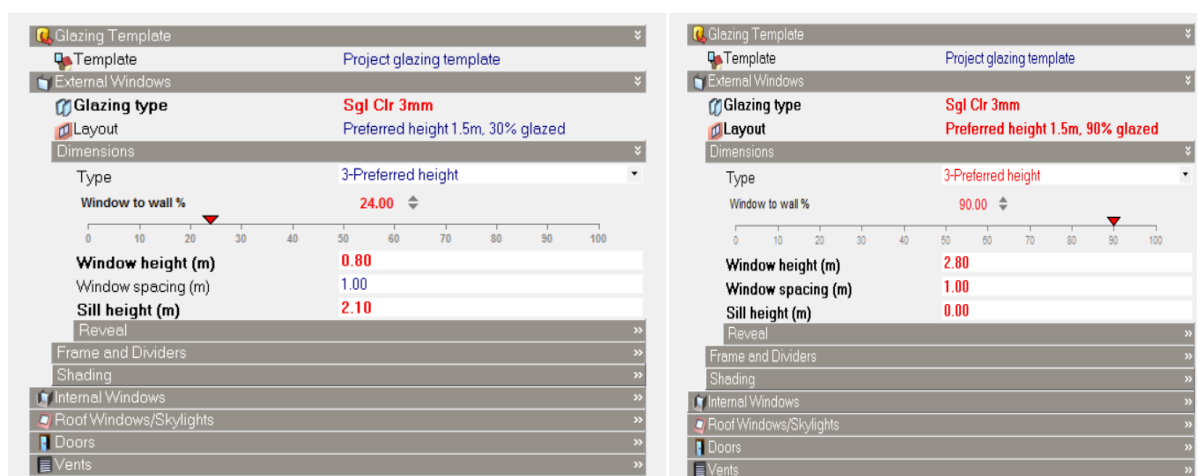 Glazing Template
Template Project glazing template
External Windows
Glazing type Sgl Clr 3mm
Layout Preferred height 1.5m, 30% glazed
Dimensions
Type 3-Preferred height
Window to wall % 24.00
0 10 20 30 40 50 60 70 80 90 100
Window height (m) 0.80
Window spacing (m) 1.00
Sill height (m) 2.10
Reveal
Frame and Dividers
Shading
Internal Windows
Roof Windows/Skylights
Doors
Vents
Glazing Template
Template Project glazing template
External Windows
Glazing type Sgl Clr 3mm
Layout Preferred height 1.5m, 90% glazed
Dimensions
Type 3-Preferred height
Window to wall % 90.00
0 10 20 30 40 50 60 70 80 90 100
Window height (m) 2.80
Window spacing (m) 1.00
Sill height (m) 0.00
Reveal
Frame and Dividers
Shading
Internal Windows
Roof Windows/Skylights
Doors
Vents